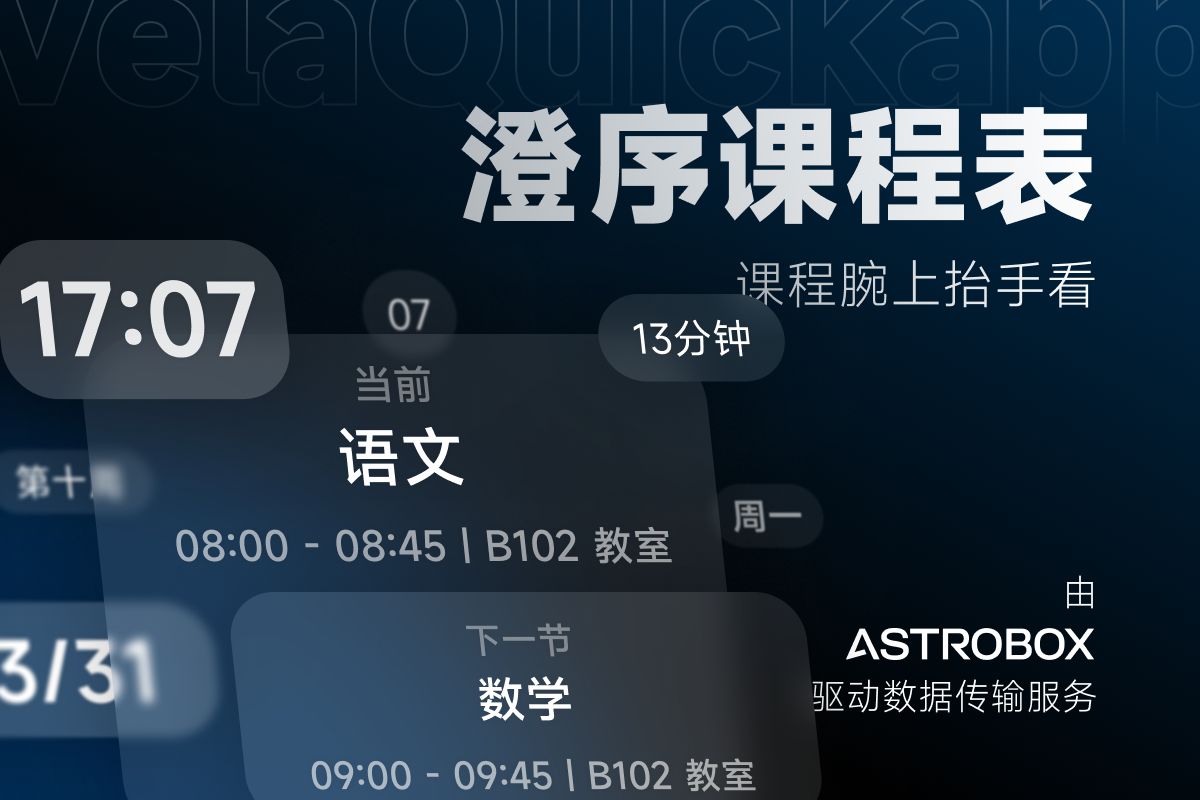 velaQuickapp
澄序课程表
课程腕上抬手看
17:07
07
13分钟
当前
语文
第十周
08:00 - 08:45 | B102 教室
周一
3/31
下一节
数学
09:00 - 09:45 | B102 教室
由
ASTROBOX
驱动数据传输服务